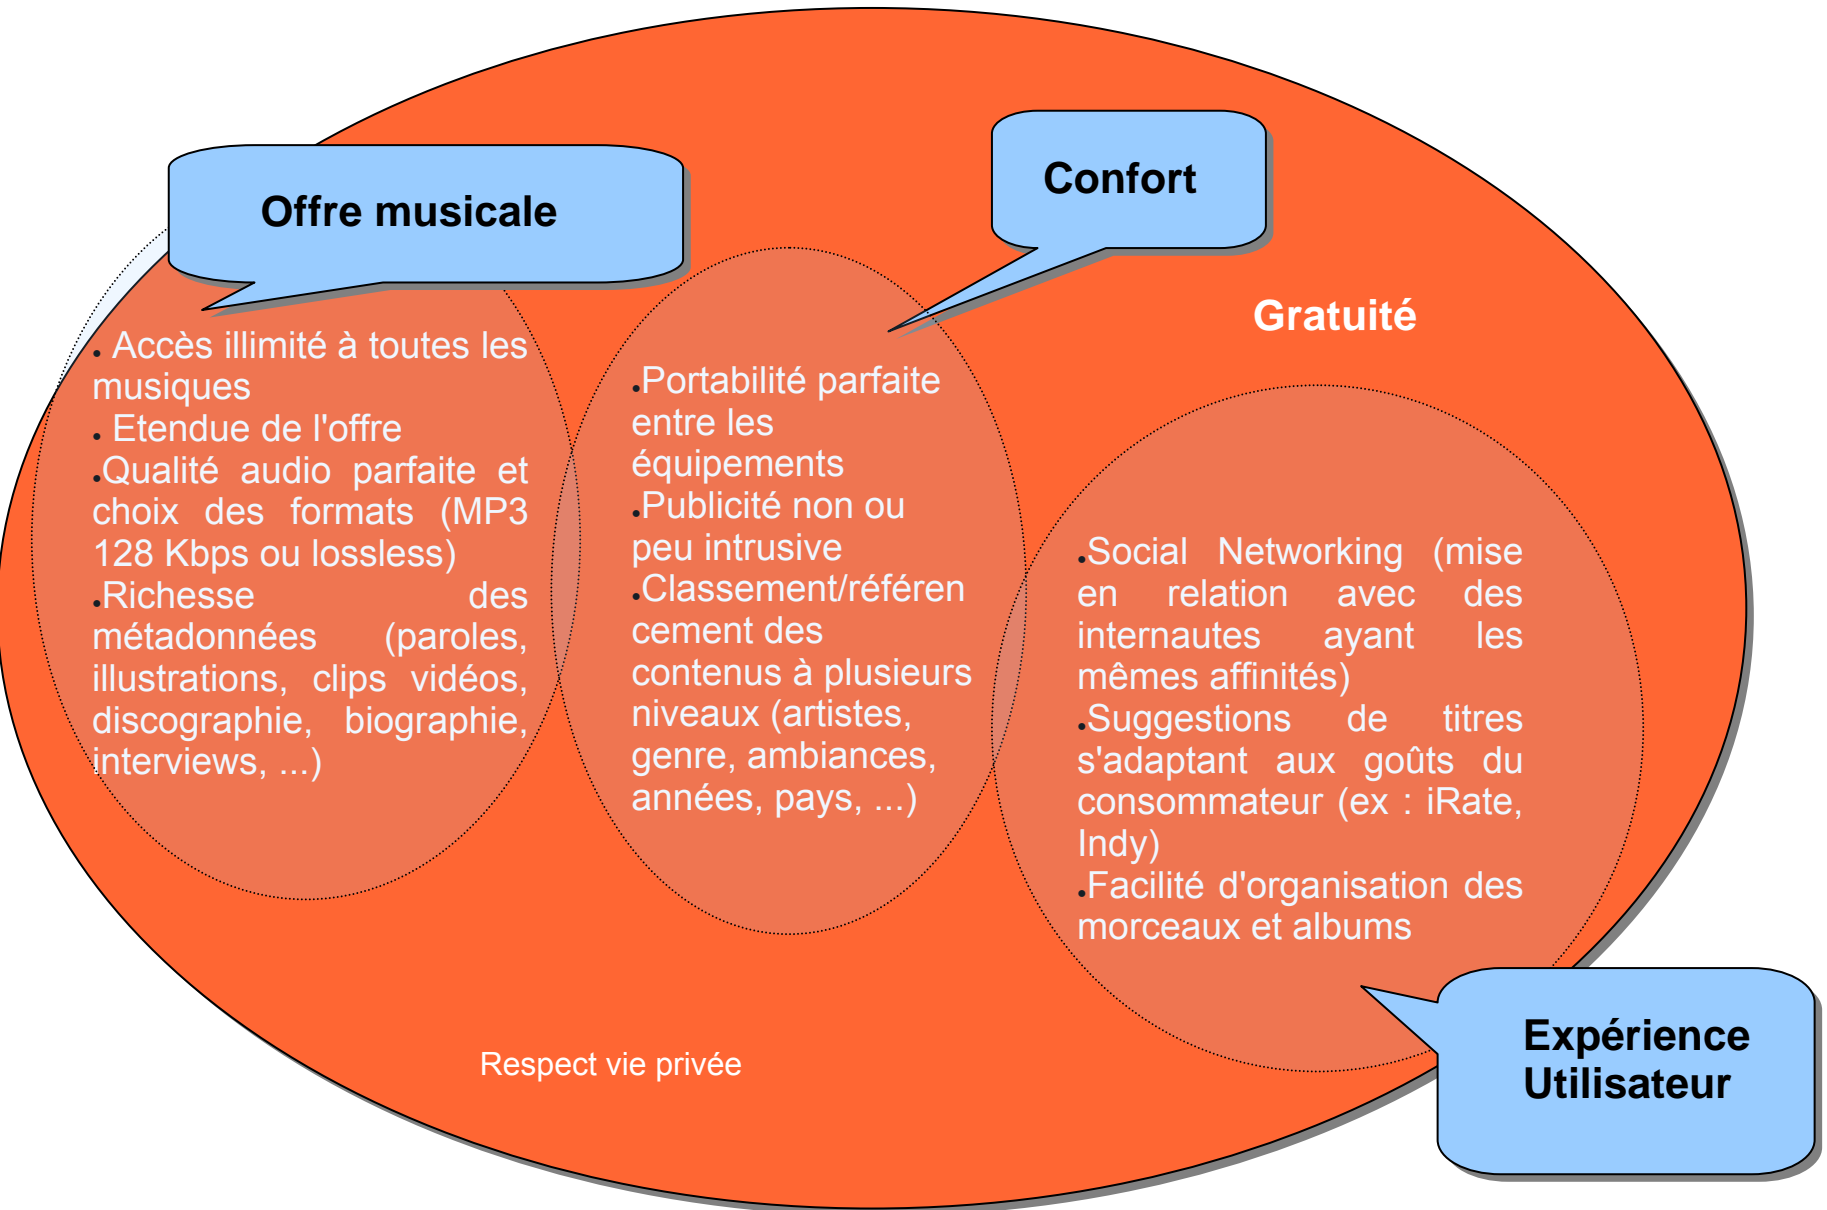 Offre musicale
. Accès illimité à toutes les
musiques
. Etendue de l'offre
.Qualité audio parfaite et
choix des formats (MP3
128 Kbps ou lossless)
.Richesse des
métadonnées (paroles,
illustrations, clips vidéos,
discographie, biographie,
interviews, ...)
Confort
.Portabilité parfaite
entre les
équipements
.Publicité non ou
peu intrusive
.Classement/référen
cement des
contenus à plusieurs
niveaux (artistes,
genre, ambiances,
années, pays, ...)
Gratuité
.Social Networking (mise
en relation avec des
internautes ayant les
mêmes affinités)
.Suggestions de titres
s'adaptant aux goûts du
consommateur (ex : iRate,
Indy)
.Facilité d'organisation des
morceaux et albums
Expérience
Utilisateur
Respect vie privée